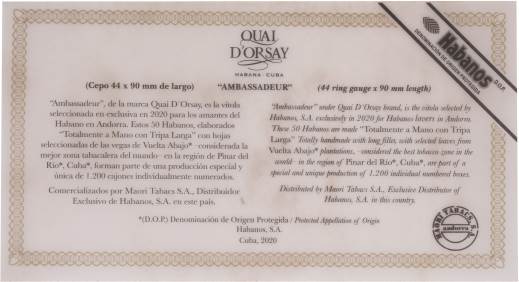 QUAI
D'ORSAY
HABANA · CUBA
Habanos D.O.P.
DENOMINACIÓN DE ORIGEN PROTEGIDA
(Cepo 44 x 90 mm de largo) "AMBASSADEUR" (44 ring gauge x 90 mm length)
"Ambassadeur", de la marca Quai D´Orsay, es la vitola
seleccionada en exclusiva en 2020 para los amantes del
Habano en Andorra. Estos 50 Habanos, elaborados
"Totalmente a Mano con Tripa Larga" con hojas
seleccionadas de las vegas de Vuelta Abajo* -considerada la
mejor zona tabacalera del mundo- en la región de Pinar del
Río*, Cuba*, forman parte de una producción especial y
única de 1.200 cajones individualmente numerados.
Comercializados por Maori Tabacs S.A., Distribuidor
Exclusivo de Habanos, S.A. en este país.
"Ambassadeur" under Quai D´Orsay brand, is the vitola selected by
Habanos, S.A. exclusively in 2020 for Habanos lovers in Andorra.
These 50 Habanos are made "Totalmente a Mano con Tripa
Larga" Totally handmade with long filler, with selected leaves from
Vuelta Abajo* plantations, -considered the best tobacco zone in the
world- in the region of Pinar del Río*, Cuba*, are part of a
special and unique production of 1.200 individual numbered boxes.
Distributed by Maori Tabacs S.A., Exclusive Distributor of
Habanos, S.A. in this country.
*(D.O.P.) Denominación de Origen Protegida / Protected Appellation of Origin
Habanos, S.A.
Cuba, 2020
MAORI TABACS, S.A.
andorra